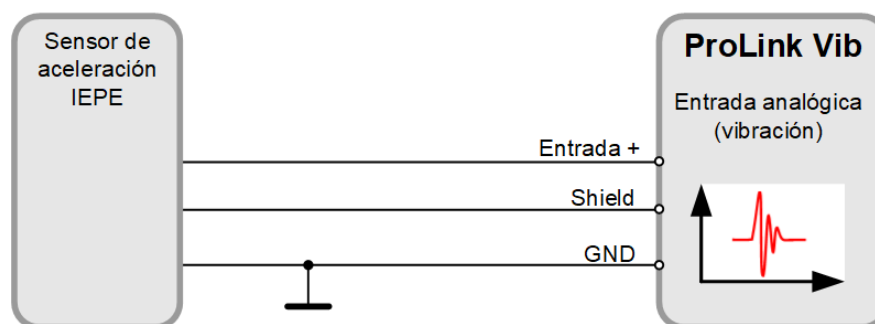 Sensor de
aceleración
IEPE
ProLink Vib
Entrada analógica
(vibración)
Entrada +
Shield
GND